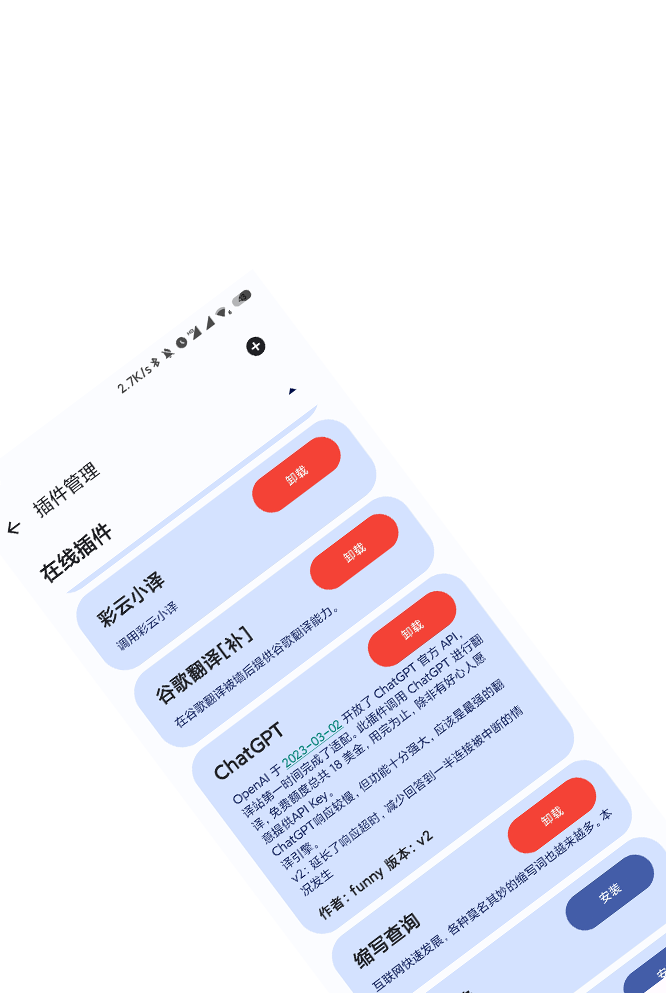 2.7K/s
插件管理
在线插件
彩云小译
卸载
调用彩云小译
谷歌翻译[补]
卸载
在谷歌翻译被墙后提供谷歌翻译能力。
ChatGPT
卸载
OpenAI 于 2023-03-02 开放了 ChatGPT 官方 API，
译站第一时间完成了适配。此插件调用 ChatGPT 进行翻
译，免费额度总共 18 美金，用完为止，除非有好心人愿
意提供API Key。
ChatGPT响应较慢，但功能十分强大，应该是最强的翻
译引擎。
v2：延长了响应超时，减少回答到一半连接被中断的情
况发生
作者：funny 版本：v2
缩写查询
卸载
互联网快速发展，各种莫名其妙的缩写词也越来越多。本
安装